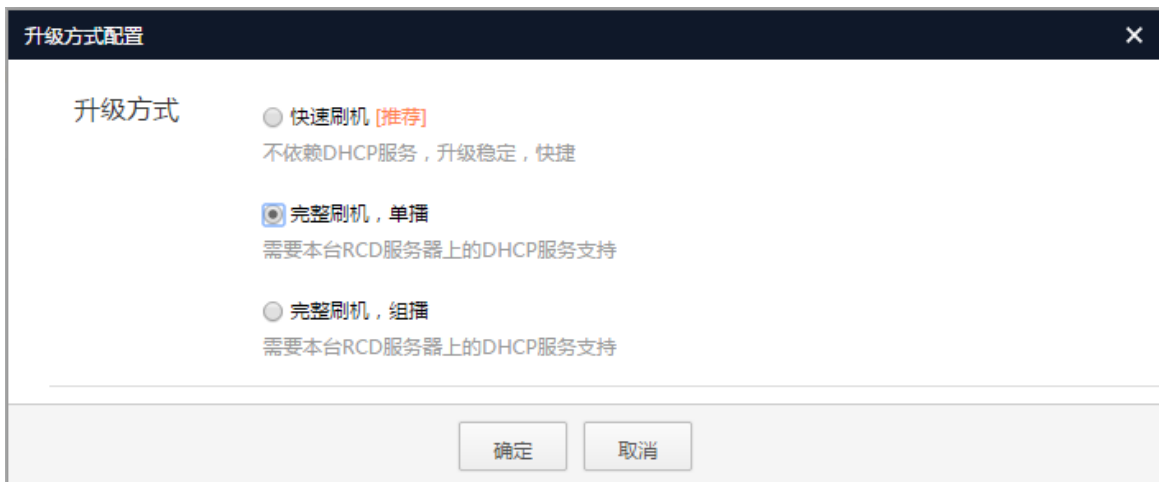 升级方式配置
升级方式
快速刷机 [推荐]
不依赖DHCP服务，升级稳定，快捷
完整刷机，单播
需要本台RCD服务器上的DHCP服务支持
完整刷机，组播
需要本台RCD服务器上的DHCP服务支持
确定
取消